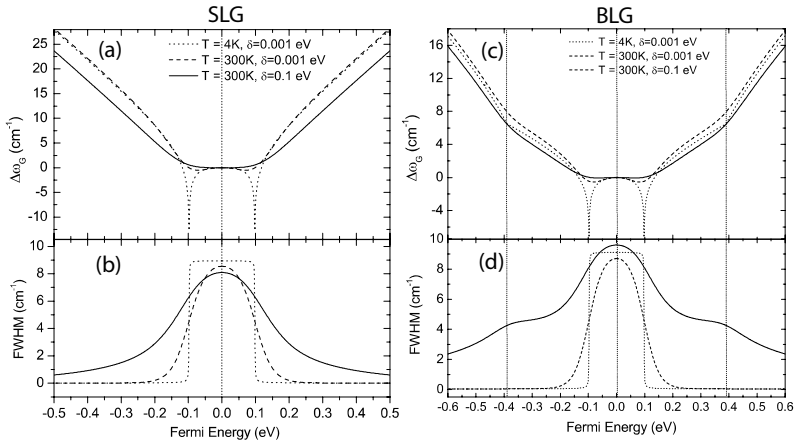 SLG
BLG
(a)
T = 4K, δ=0.001 eV
T = 300K, δ=0.001 eV
T = 300K, δ=0.1 eV
25
20
15
10
5
0
-5
-10
Δω_G (cm⁻¹)
(c)
T = 4K, δ=0.001 eV
T = 300K, δ=0.001 eV
T = 300K, δ=0.1 eV
16
12
8
4
0
-4
Δω_G (cm⁻¹)
(b)
10
8
6
4
2
0
FWHM (cm⁻¹)
-0.5 -0.4 -0.3 -0.2 -0.1 0.0 0.1 0.2 0.3 0.4 0.5
Fermi Energy (eV)
(d)
10
8
6
4
2
0
FWHM (cm⁻¹)
-0.6 -0.5 -0.4 -0.3 -0.2 -0.1 0.0 0.1 0.2 0.3 0.4 0.5 0.6
Fermi Energy (eV)